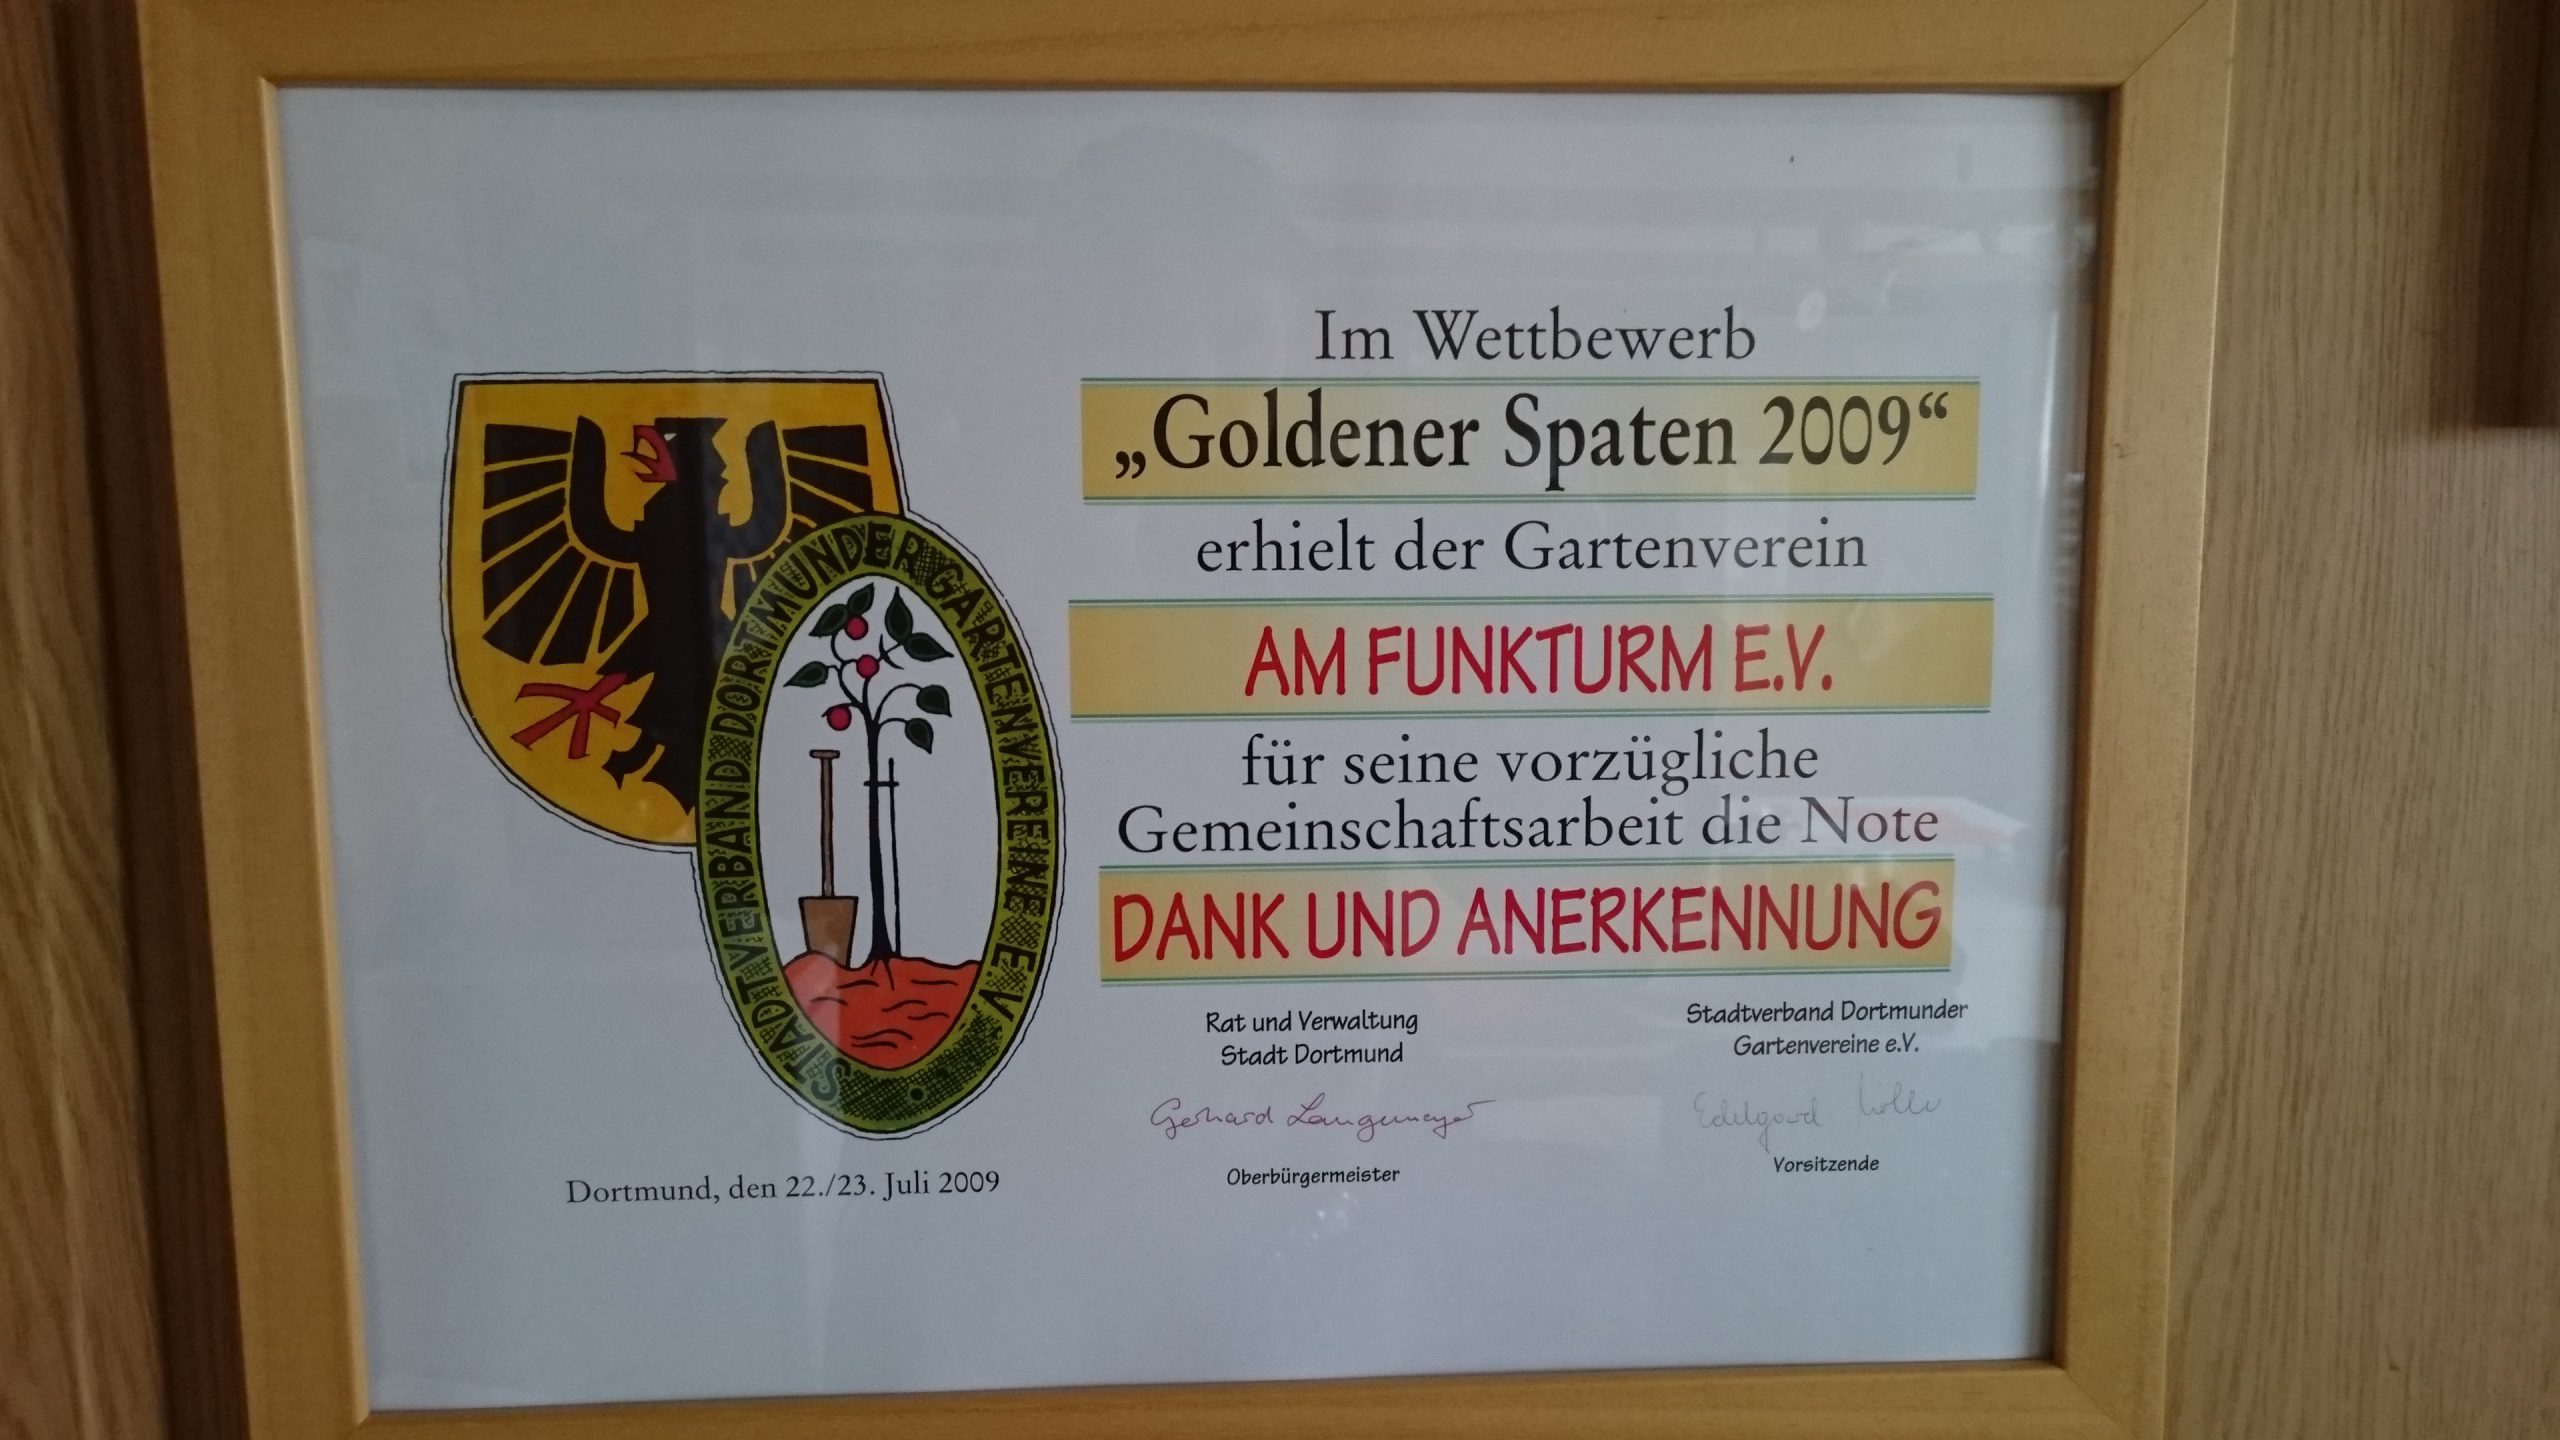 Im Wettbewerb
„Goldener Spaten 2009“
erhielt der Gartenverein
AM FUNKTURM E.V.
für seine vorzügliche
Gemeinschaftsarbeit die Note
DANK UND ANERKENNUNG
STADTVERBAND DORTMUNDER GARTENVEREINE E.V.
Rat und Verwaltung
Stadt Dortmund
Gerhard Langemeyer
Oberbürgermeister
Stadtverband Dortmunder
Gartenvereine e.V.
Edelgard Möller
Vorsitzende
Dortmund, den 22./23. Juli 2009